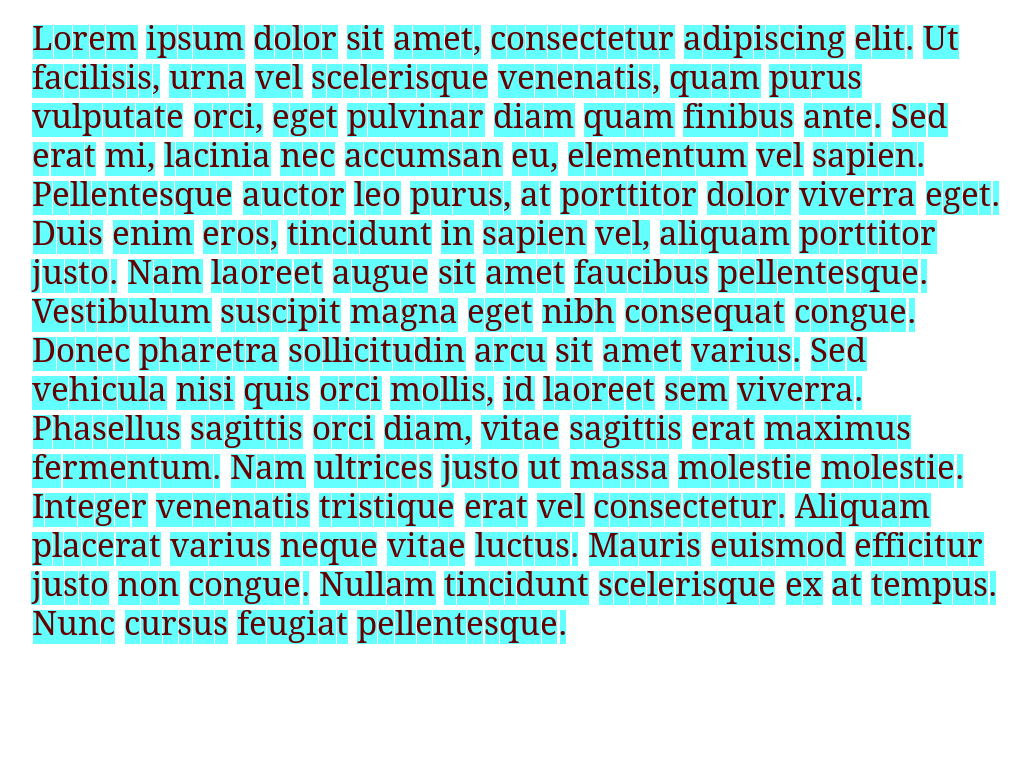 Lorem ipsum dolor sit amet, consectetur adipiscing elit. Ut
facilisis, urna vel scelerisque venenatis, quam purus
vulputate orci, eget pulvinar diam quam finibus ante. Sed
erat mi, lacinia nec accumsan eu, elementum vel sapien.
Pellentesque auctor leo purus, at porttitor dolor viverra eget.
Duis enim eros, tincidunt in sapien vel, aliquam porttitor
justo. Nam laoreet augue sit amet faucibus pellentesque.
Vestibulum suscipit magna eget nibh consequat congue.
Donec pharetra sollicitudin arcu sit amet varius. Sed
vehicula nisi quis orci mollis, id laoreet sem viverra.
Phasellus sagittis orci diam, vitae sagittis erat maximus
fermentum. Nam ultrices justo ut massa molestie molestie.
Integer venenatis tristique erat vel consectetur. Aliquam
placerat varius neque vitae luctus. Mauris euismod efficitur
justo non congue. Nullam tincidunt scelerisque ex at tempus.
Nunc cursus feugiat pellentesque.